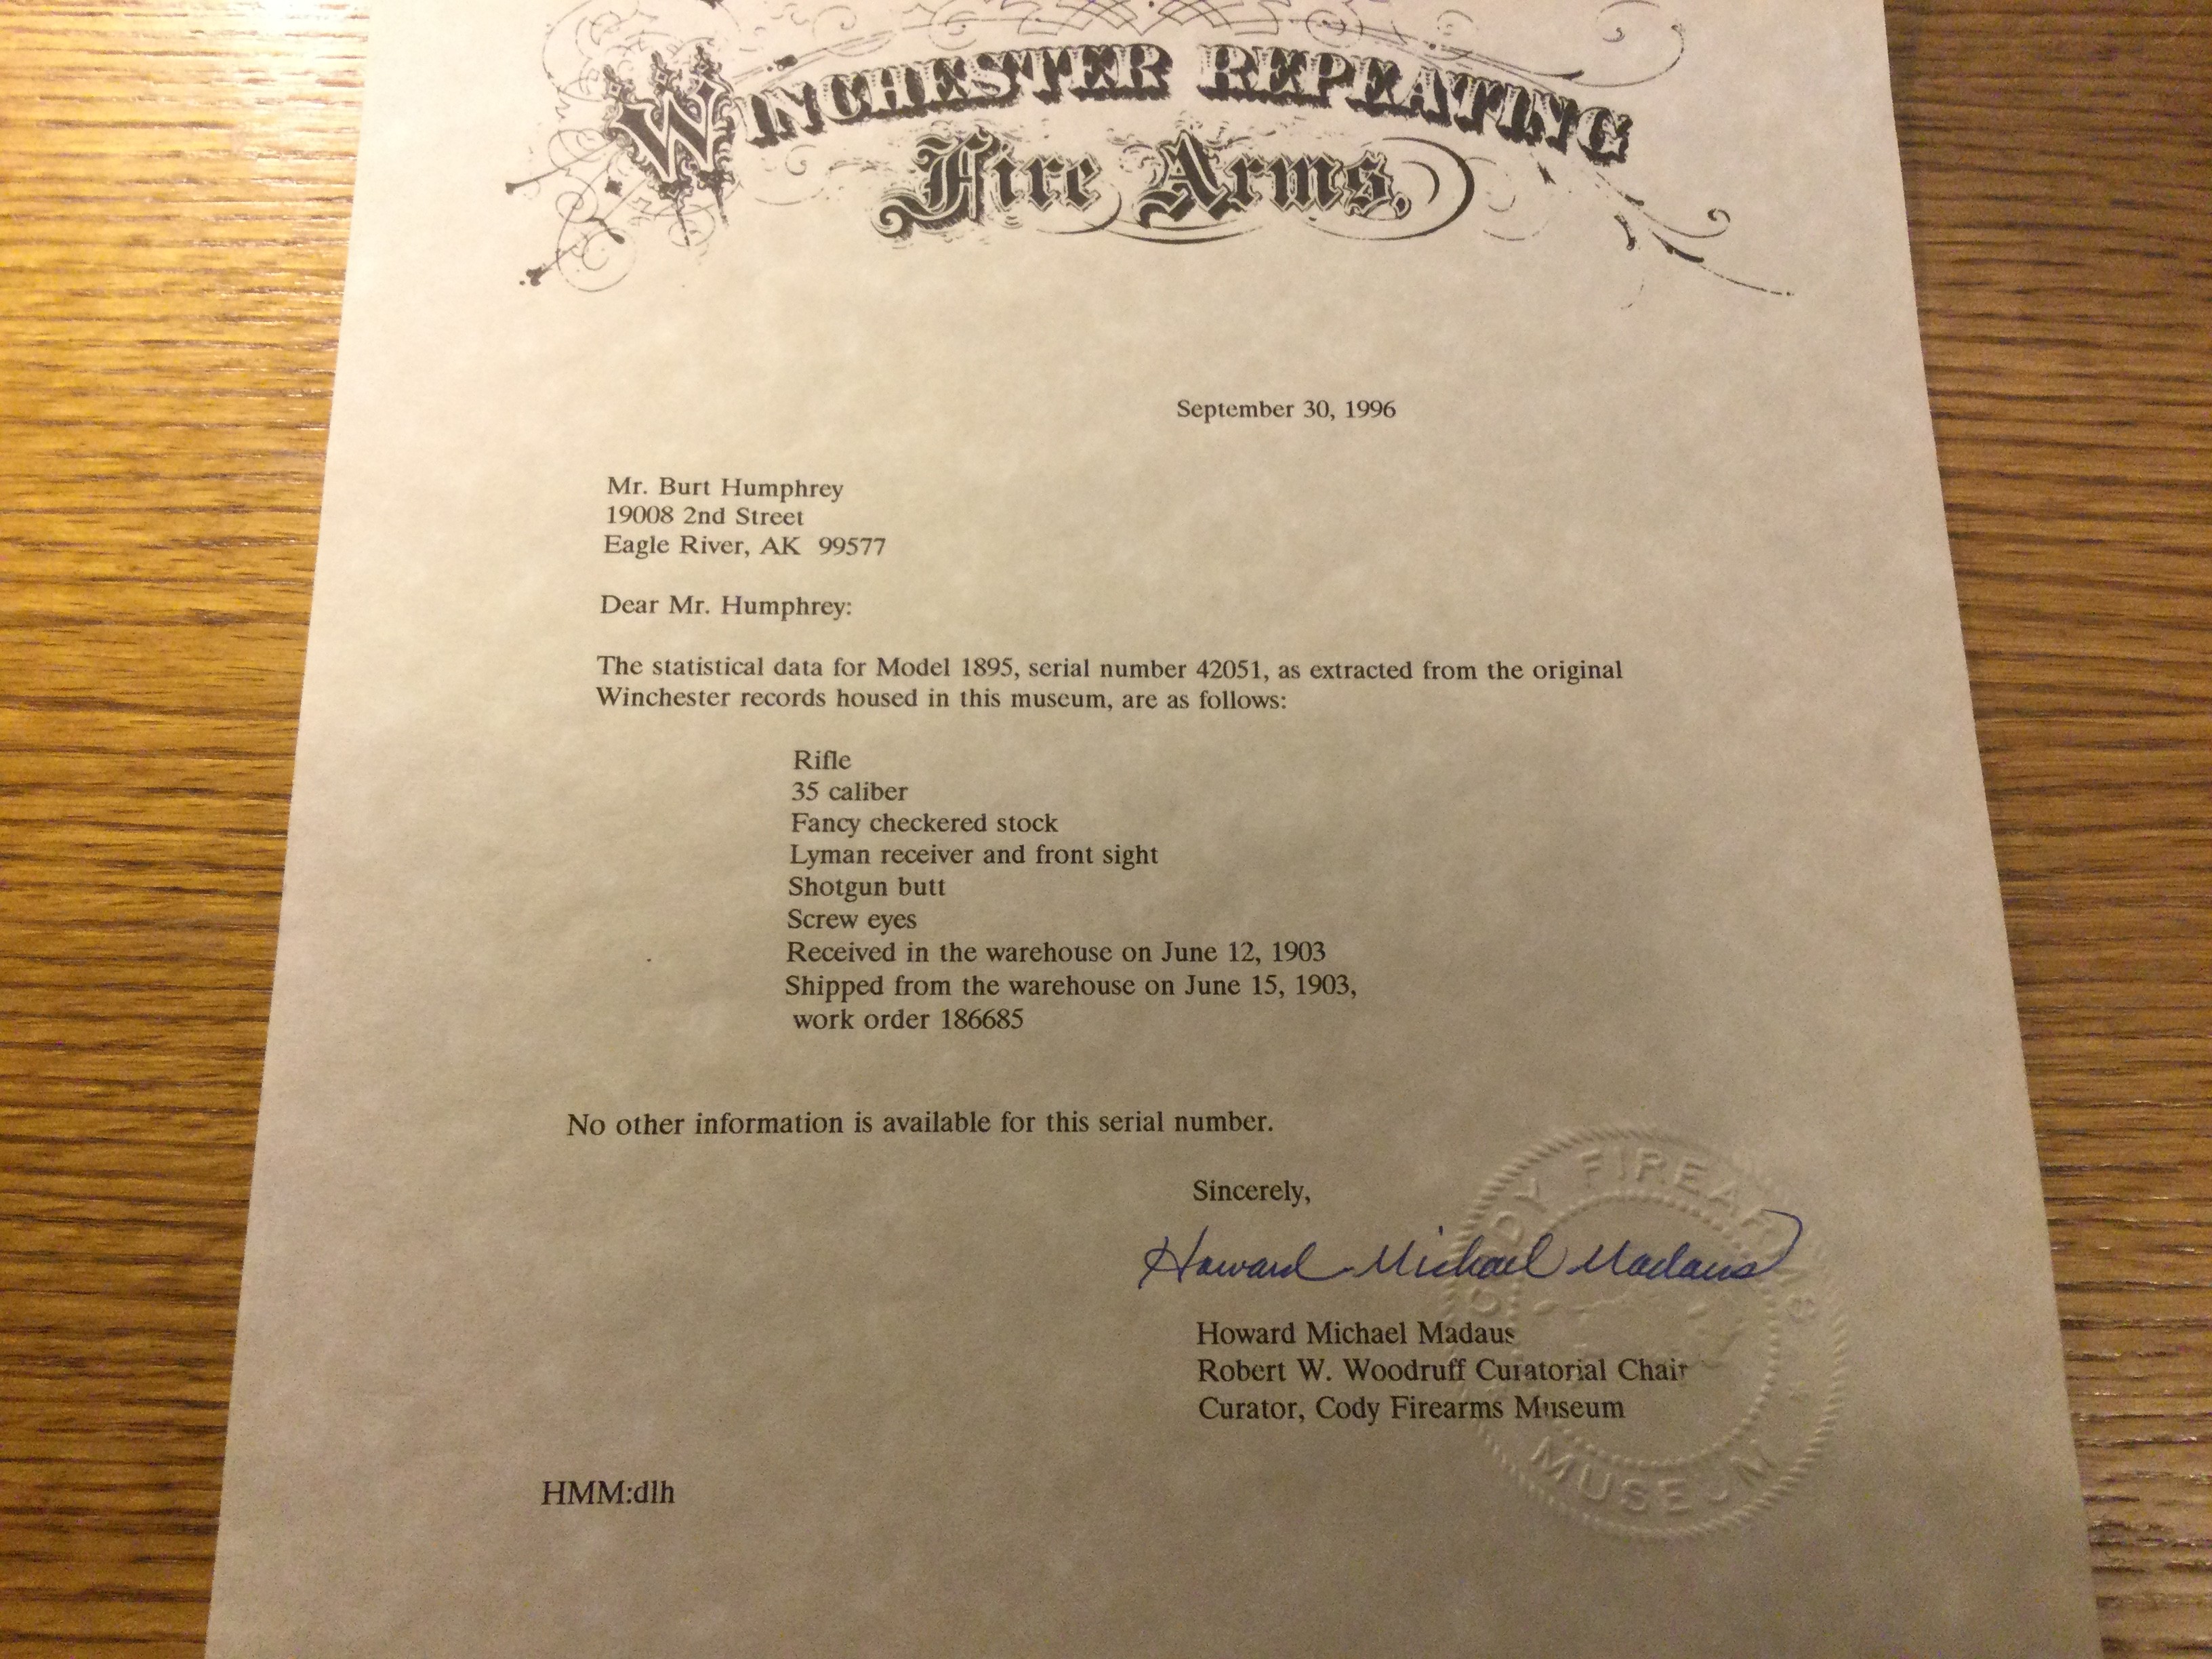 WINCHESTER REPEATING
Fire Arms,
September 30, 1996
Mr. Burt Humphrey
19008 2nd Street
Eagle River, AK 99577
Dear Mr. Humphrey:
The statistical data for Model 1895, serial number 42051, as extracted from the original
Winchester records housed in this museum, are as follows:
Rifle
35 caliber
Fancy checkered stock
Lyman receiver and front sight
Shotgun butt
Screw eyes
Received in the warehouse on June 12, 1903
Shipped from the warehouse on June 15, 1903,
work order 186685
No other information is available for this serial number.
Sincerely,
Howard Michael Madaus
Howard Michael Madaus
Robert W. Woodruff Curatorial Chair
Curator, Cody Firearms Museum
CODY FIREARMS
MUSEUM
HMM:dlh